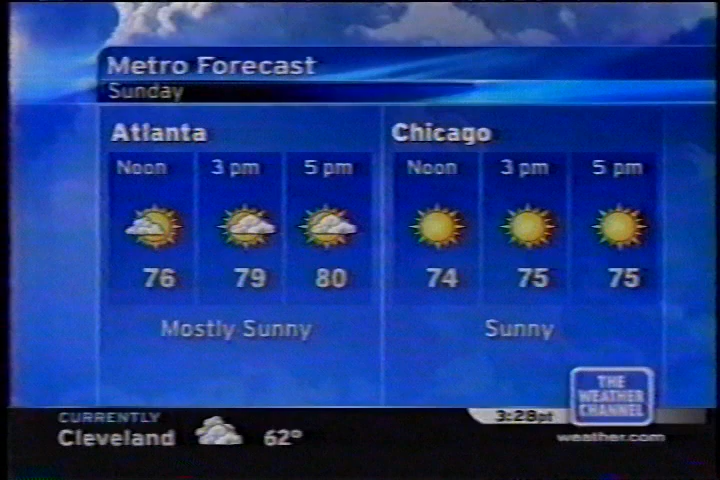 Metro Forecast
Sunday
Atlanta
Noon 3 pm 5 pm
76 79 80
Mostly Sunny
Chicago
Noon 3 pm 5 pm
74 75 75
Sunny
THE
WEATHER
CHANNEL
CURRENTLY
Cleveland 62°
3:28pt
weather.com